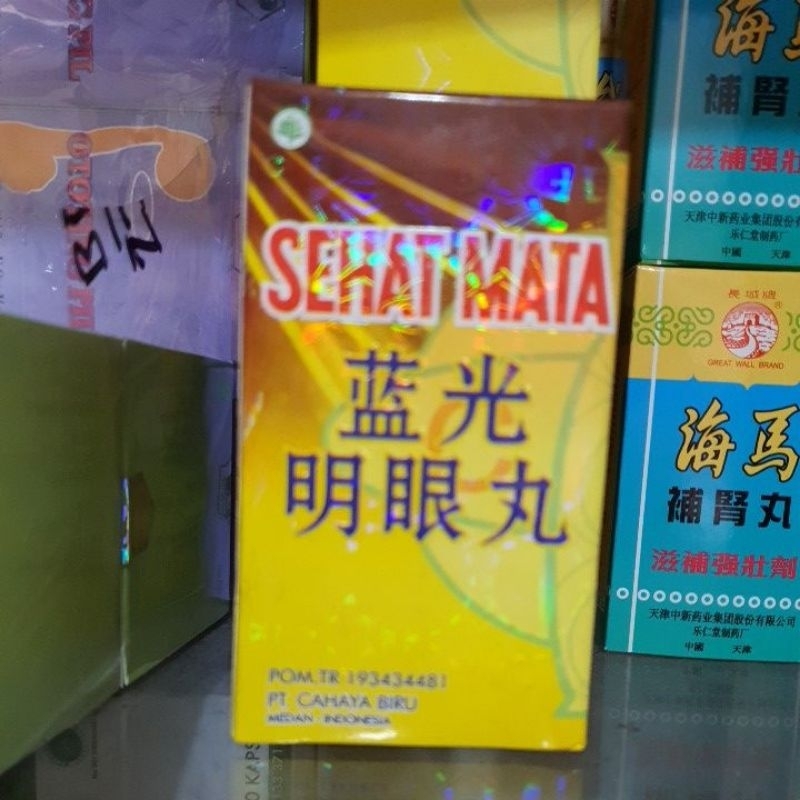 SEHAT MATA
蓝光
明眼丸
POM.TR 193434481
PT. CAHAYA BIRU
MEDAN - INDONESIA
海馬
補腎
滋補强壯
天津中新药业集团股份有
乐仁堂制药厂
中國 天津
長城牌
®
GREAT WALL BRAND
海馬
補腎丸
滋補强壯劑
天津中新药业集团股份有限公司
乐仁堂制药厂
中國 天津